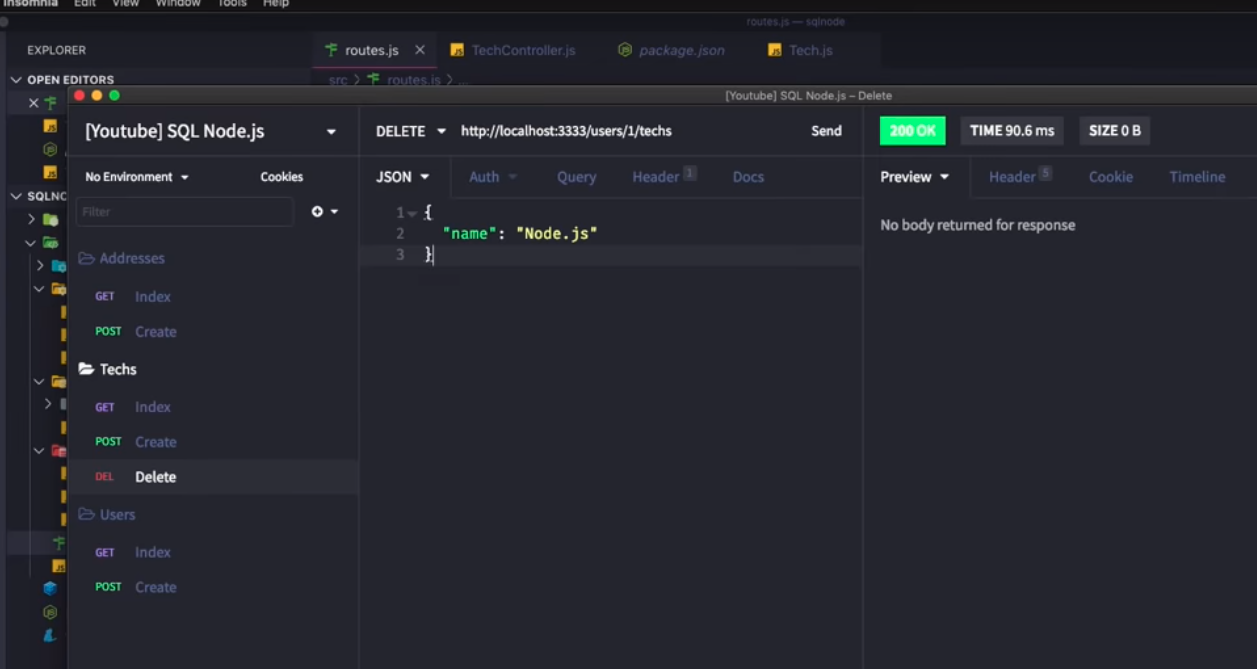 Insomnia Edit View Window Tools Help
routes.js — sqlnode
EXPLORER
routes.js
TechController.js
package.json
Tech.js
OPEN EDITORS
src > routes.js > ...
[Youtube] SQL Node.js – Delete
[Youtube] SQL Node.js
DELETE http://localhost:3333/users/1/techs Send
200 OK TIME 90.6 ms SIZE 0 B
No Environment Cookies
JSON Auth Query Header 1 Docs
Preview Header 5 Cookie Timeline
SQLNO
Filter
1 {
2 "name": "Node.js"
3 }
No body returned for response
Addresses
GET Index
POST Create
Techs
GET Index
POST Create
DEL Delete
Users
GET Index
POST Create